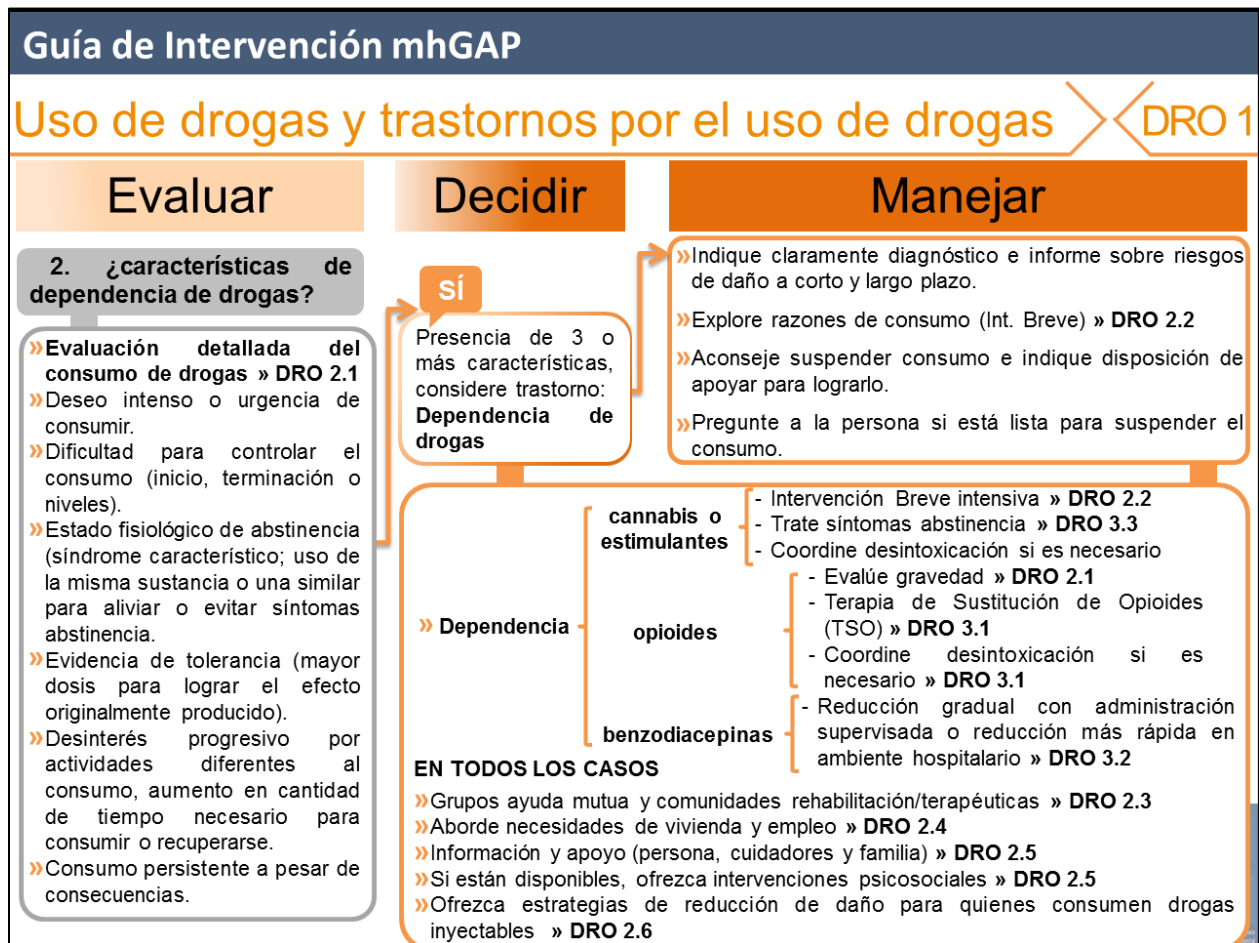 Guía de Intervención mhGAP
Uso de drogas y trastornos por el uso de drogas
DRO 1
Evaluar
2. ¿características de
dependencia de drogas?
»Evaluación detallada del
consumo de drogas » DRO 2.1
»Deseo intenso o urgencia de
consumir.
»Dificultad para controlar el
consumo (inicio, terminación o
niveles).
»Estado fisiológico de abstinencia
(síndrome característico; uso de
la misma sustancia o una similar
para aliviar o evitar síntomas
abstinencia.
»Evidencia de tolerancia (mayor
dosis para lograr el efecto
originalmente producido).
»Desinterés progresivo por
actividades diferentes al
consumo, aumento en cantidad
de tiempo necesario para
consumir o recuperarse.
»Consumo persistente a pesar de
consecuencias.
Decidir
SÍ
Presencia de 3 o
más características,
considere trastorno:
Dependencia de
drogas
Manejar
»Indique claramente diagnóstico e informe sobre riesgos
de daño a corto y largo plazo.
»Explore razones de consumo (Int. Breve) » DRO 2.2
»Aconseje suspender consumo e indique disposición de
apoyar para lograrlo.
»Pregunte a la persona si está lista para suspender el
consumo.
» Dependencia
cannabis o
estimulantes
- Intervención Breve intensiva » DRO 2.2
- Trate síntomas abstinencia » DRO 3.3
- Coordine desintoxicación si es necesario
opioides
- Evalúe gravedad » DRO 2.1
- Terapia de Sustitución de Opioides
(TSO) » DRO 3.1
- Coordine desintoxicación si es
necesario » DRO 3.1
benzodiacepinas
- Reducción gradual con administración
supervisada o reducción más rápida en
ambiente hospitalario » DRO 3.2
EN TODOS LOS CASOS
»Grupos ayuda mutua y comunidades rehabilitación/terapéuticas » DRO 2.3
»Aborde necesidades de vivienda y empleo » DRO 2.4
»Información y apoyo (persona, cuidadores y familia) » DRO 2.5
»Si están disponibles, ofrezca intervenciones psicosociales » DRO 2.5
»Ofrezca estrategias de reducción de daño para quienes consumen drogas
inyectables » DRO 2.6